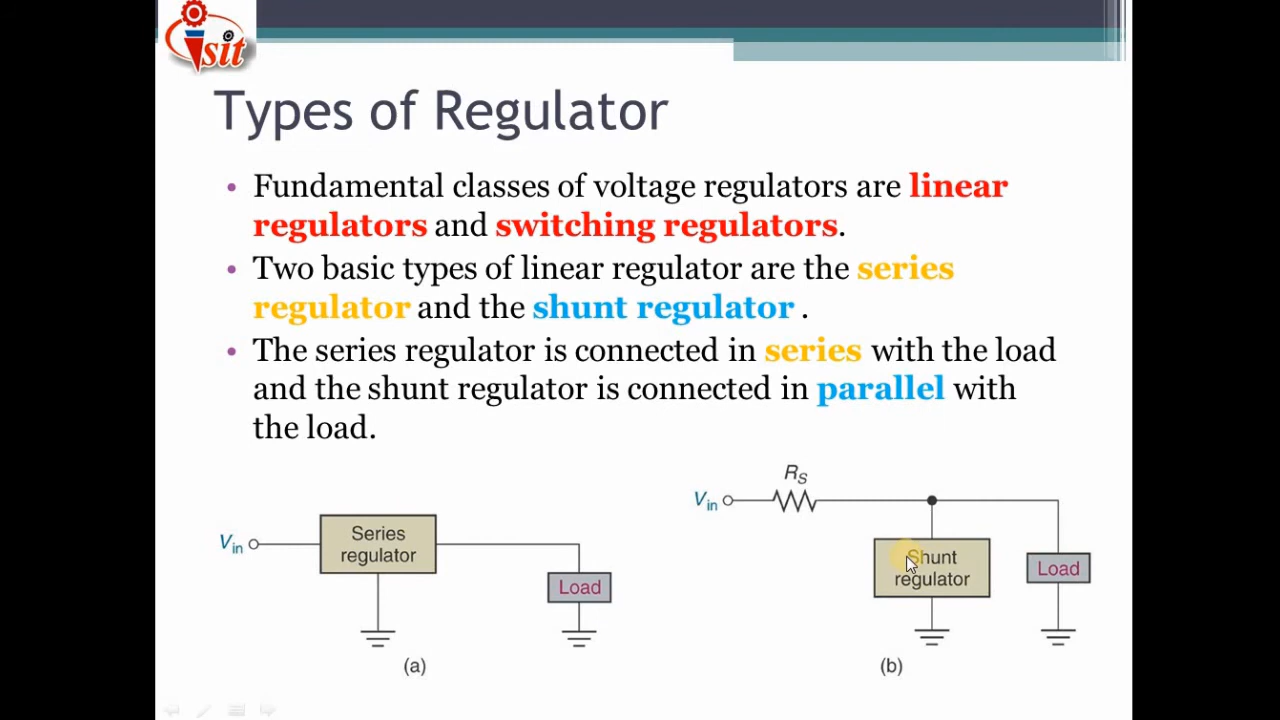 sit
Types of Regulator
• Fundamental classes of voltage regulators are linear
regulators and switching regulators.
• Two basic types of linear regulator are the series
regulator and the shunt regulator .
• The series regulator is connected in series with the load
and the shunt regulator is connected in parallel with
the load.
Vin
Series
regulator
Load
(a)
RS
Vin
Shunt
regulator
Load
(b)